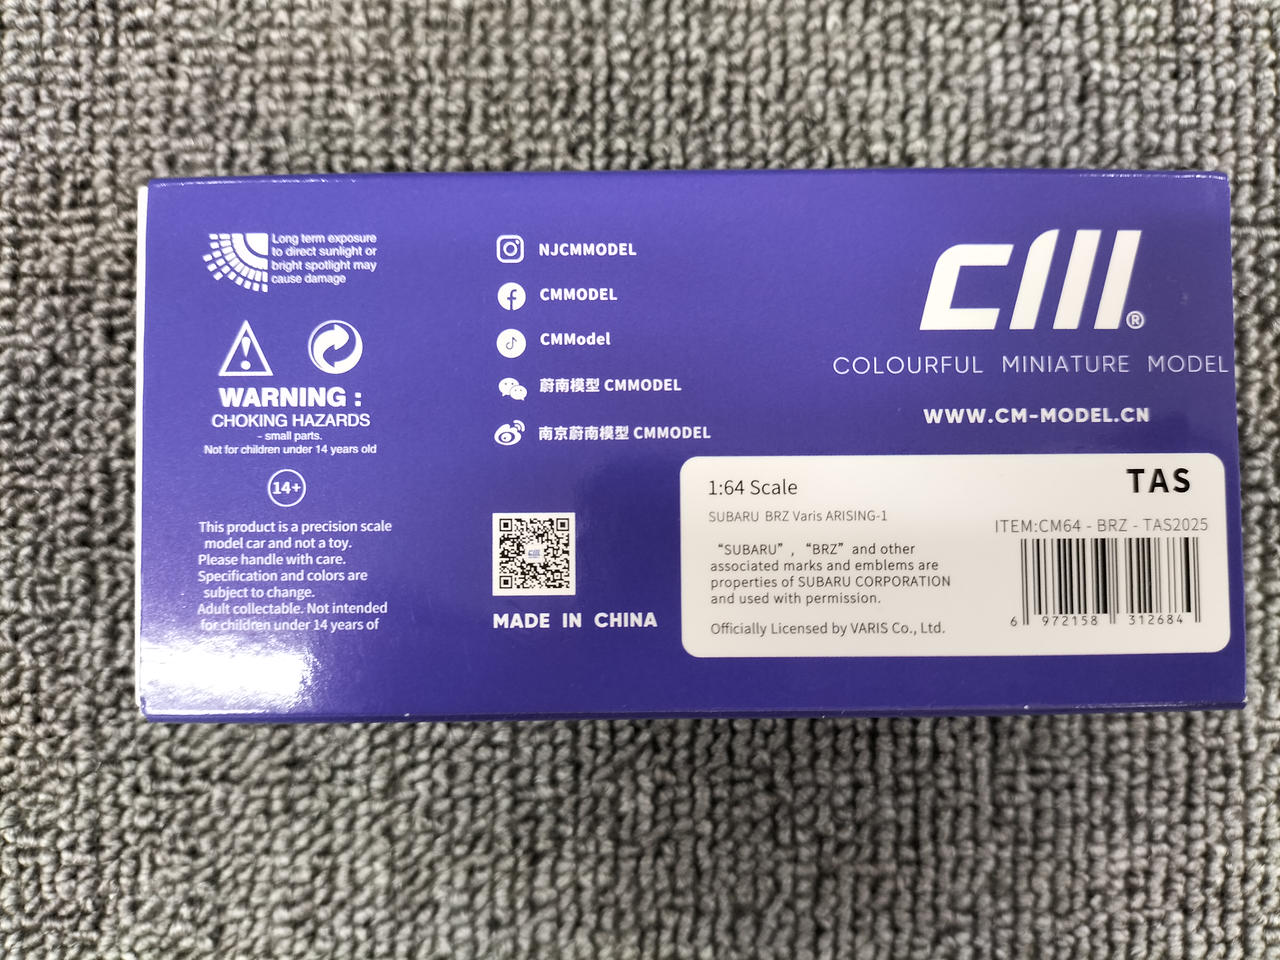 Long term exposure
to direct sunlight or
bright spotlight may
cause damage
WARNING :
CHOKING HAZARDS
- small parts.
Not for children under 14 years old
14+
This product is a precision scale
model car and not a toy.
Please handle with care.
Specification and colors are
subject to change.
Adult collectable. Not intended
for children under 14 years of
NJCMMODEL
CMMODEL
CMModel
蔚南模型 CMMODEL
南京蔚南模型 CMMODEL
MADE IN CHINA
CM®
COLOURFUL MINIATURE MODEL
WWW.CM-MODEL.CN
1:64 Scale
TAS
SUBARU BRZ Varis ARISING-1
ITEM:CM64 - BRZ - TAS2025
“SUBARU” , “BRZ” and other
associated marks and emblems are
properties of SUBARU CORPORATION
and used with permission.
Officially Licensed by VARIS Co., Ltd.
6 972158 312684